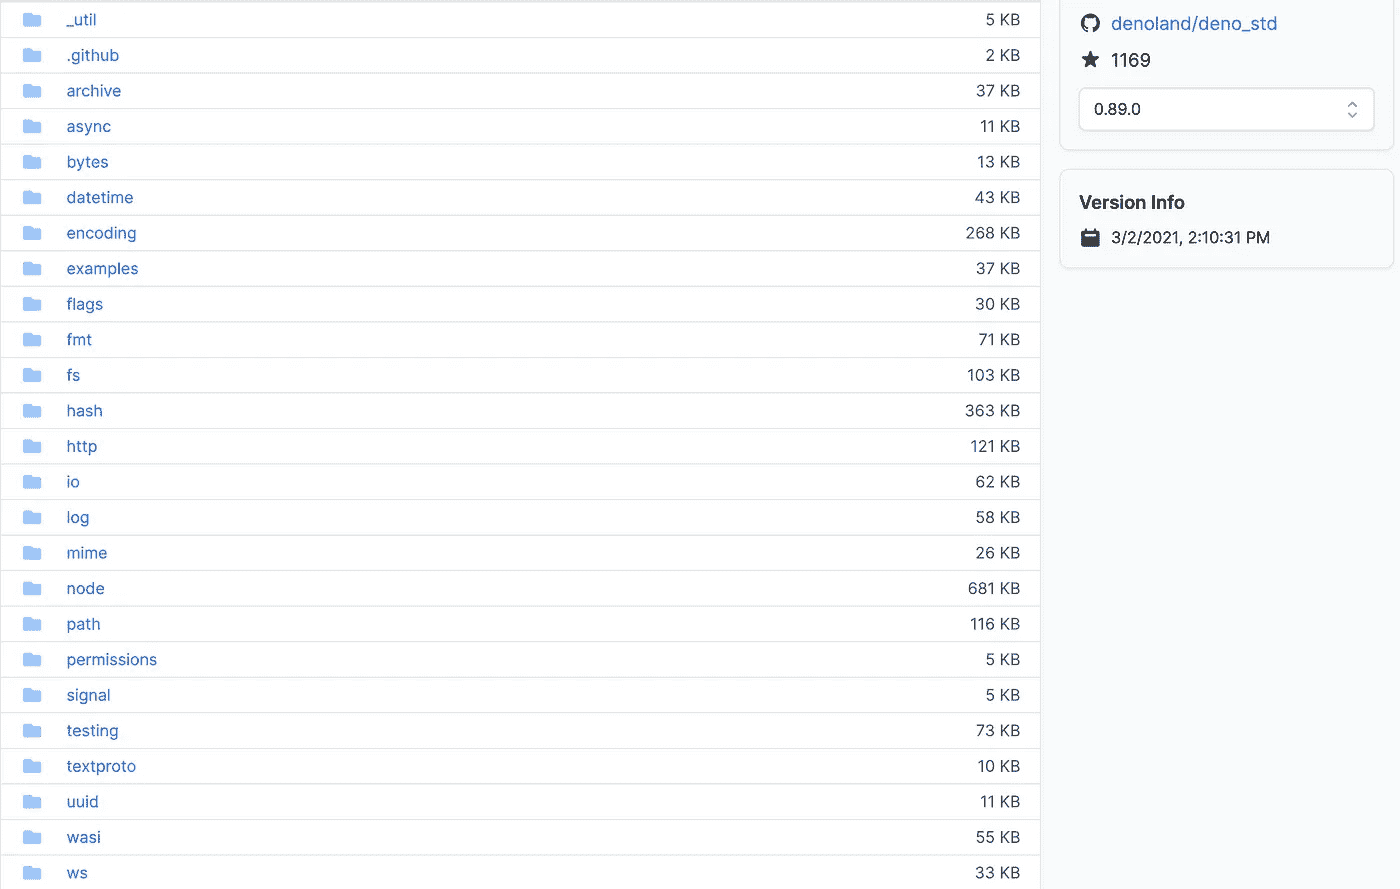 _util 5 KB
.github 2 KB
archive 37 KB
async 11 KB
bytes 13 KB
datetime 43 KB
encoding 268 KB
examples 37 KB
flags 30 KB
fmt 71 KB
fs 103 KB
hash 363 KB
http 121 KB
io 62 KB
log 58 KB
mime 26 KB
node 681 KB
path 116 KB
permissions 5 KB
signal 5 KB
testing 73 KB
textproto 10 KB
uuid 11 KB
wasi 55 KB
ws 33 KB
denoland/deno_std
1169
0.89.0
Version Info
3/2/2021, 2:10:31 PM